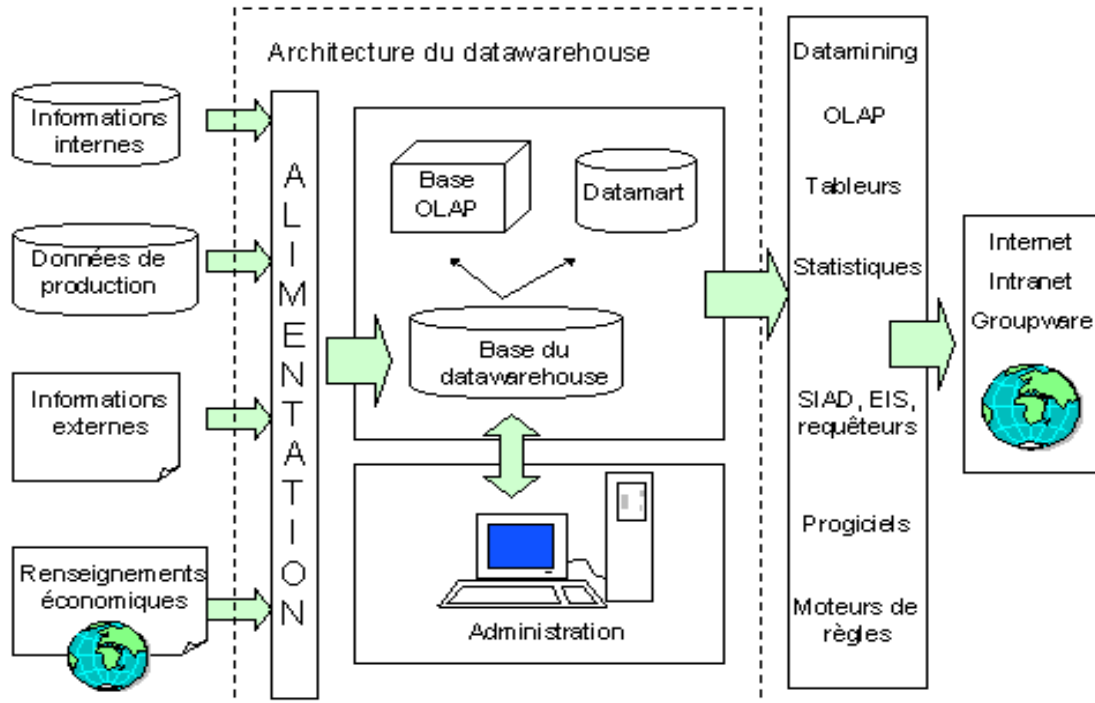 Architecture du datawarehouse
Informations
internes
Données de
production
Informations
externes
Renseignements
économiques
ALIMENTATION
Base
OLAP
Datamart
Base du
datawarehouse
Administration
Datamining
OLAP
Tableurs
Statistiques
SIAD, EIS,
requêteurs
Progiciels
Moteurs de
règles
Internet
Intranet
Groupware